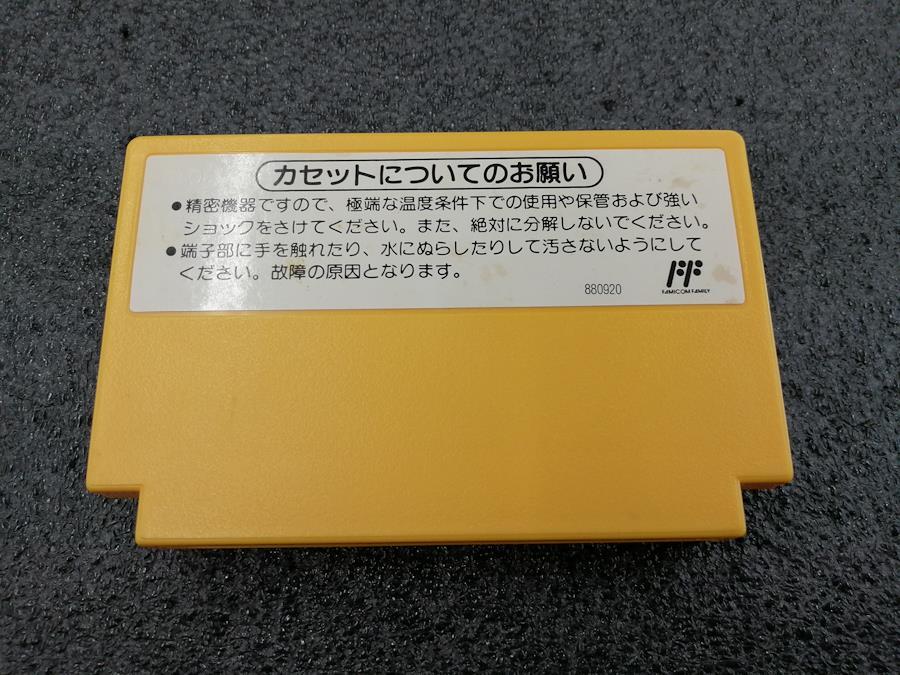 カセットについてのお願い
●精密機器ですので、極端な温度条件下での使用や保管および強い
ショックをさけてください。また、絶対に分解しないでください。
●端子部に手を触れたり、水にぬらしたりして汚さないようにして
ください。故障の原因となります。
880920
FF
FAMICOM FAMILY